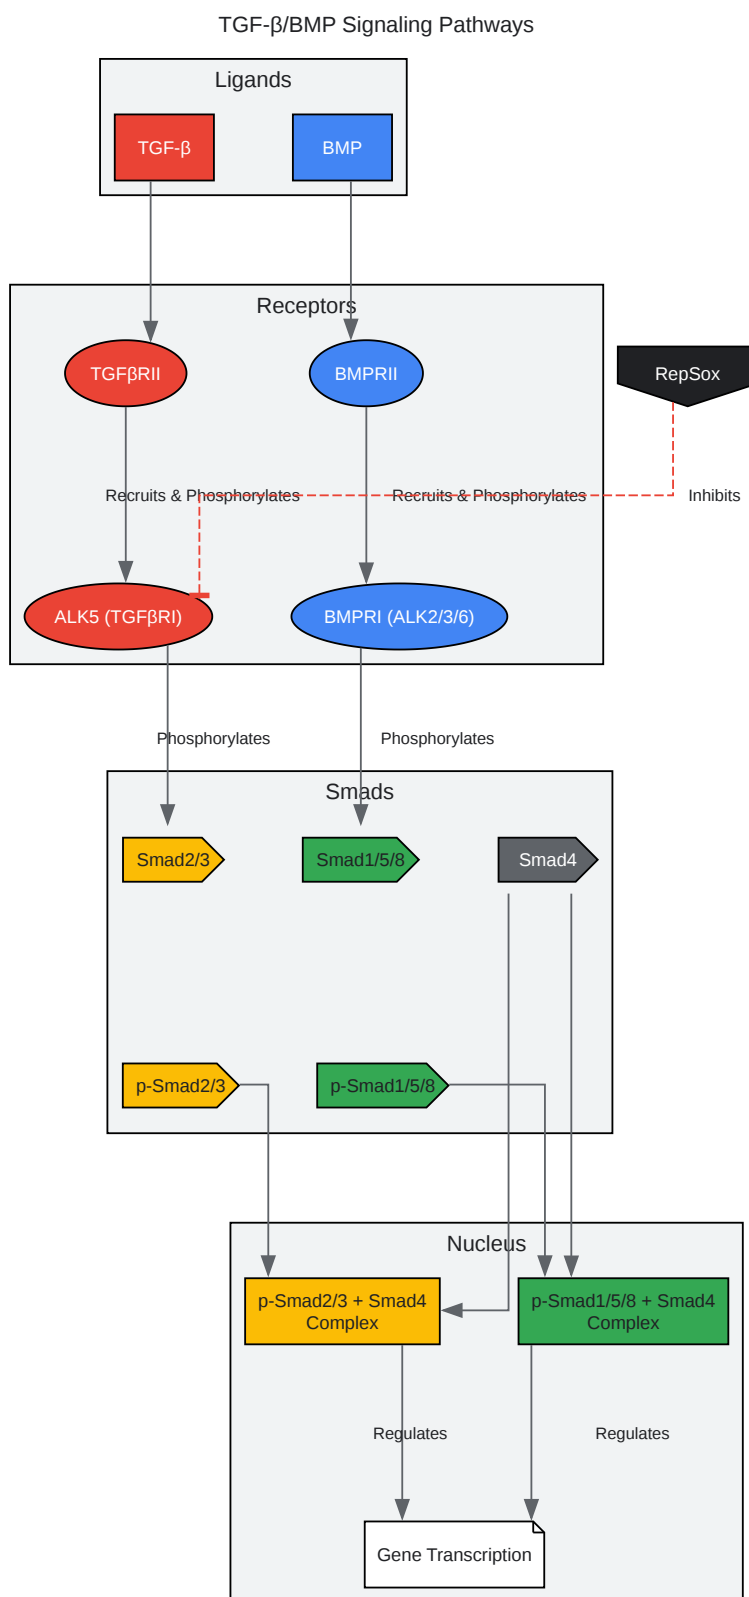 TGF-β/BMP Signaling Pathways
Ligands
TGF-β
BMP
Receptors
TGFβRII
BMPRII
RepSox
Recruits & Phosphorylates
Recruits & Phosphorylates
Inhibits
ALK5 (TGFβRI)
BMPRI (ALK2/3/6)
Phosphorylates
Phosphorylates
Smads
Smad2/3
Smad1/5/8
Smad4
p-Smad2/3
p-Smad1/5/8
Nucleus
p-Smad2/3 + Smad4
Complex
p-Smad1/5/8 + Smad4
Complex
Regulates
Regulates
Gene Transcription